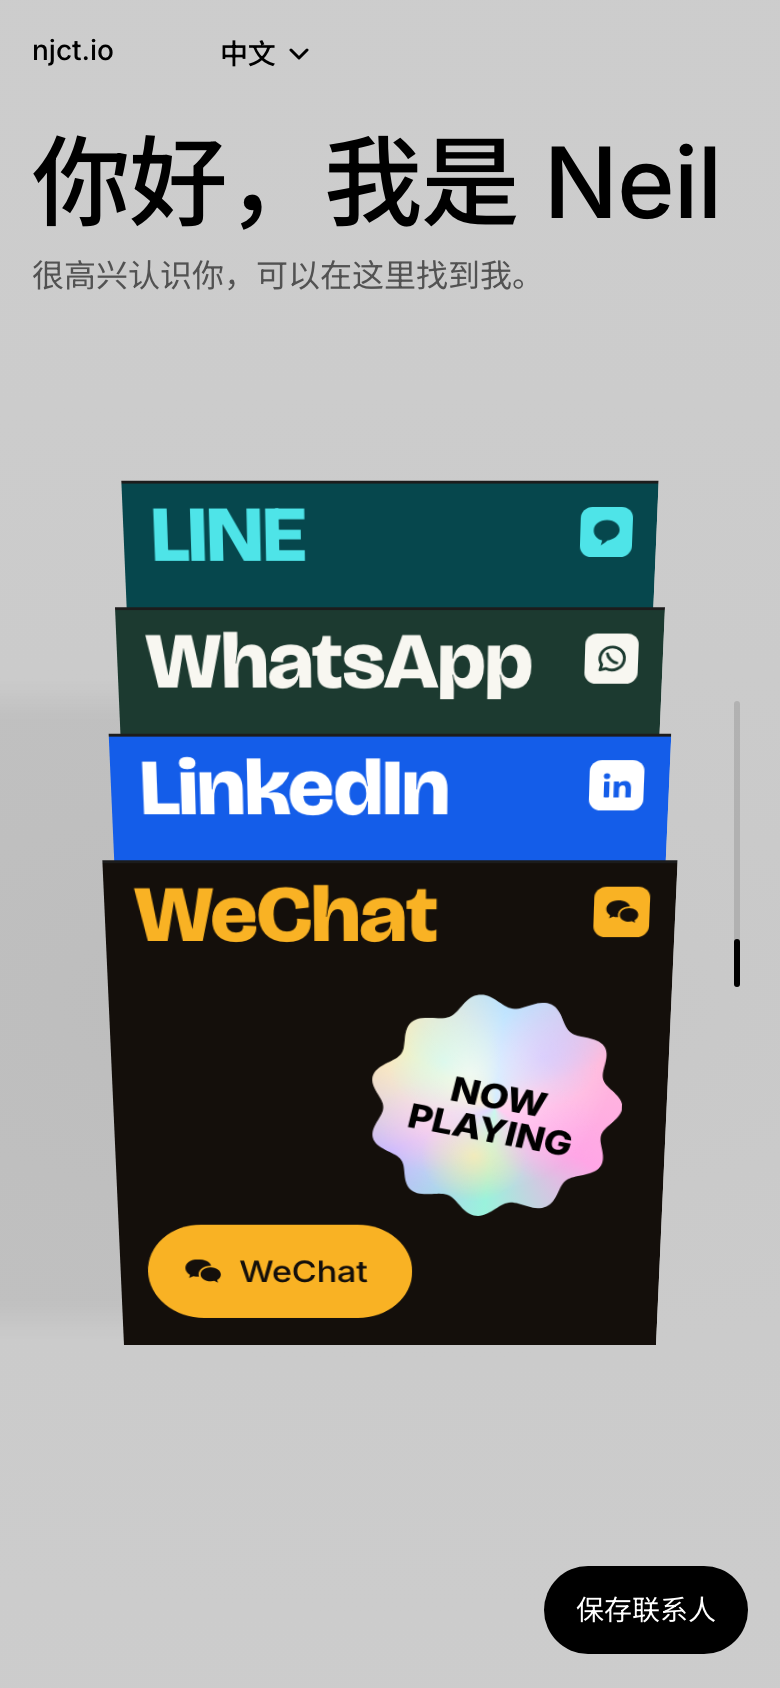 njct.io
中文
你好，我是 Neil
很高兴认识你，可以在这里找到我。
LINE
WhatsApp
LinkedIn
in
WeChat
NOW
PLAYING
WeChat
保存联系人